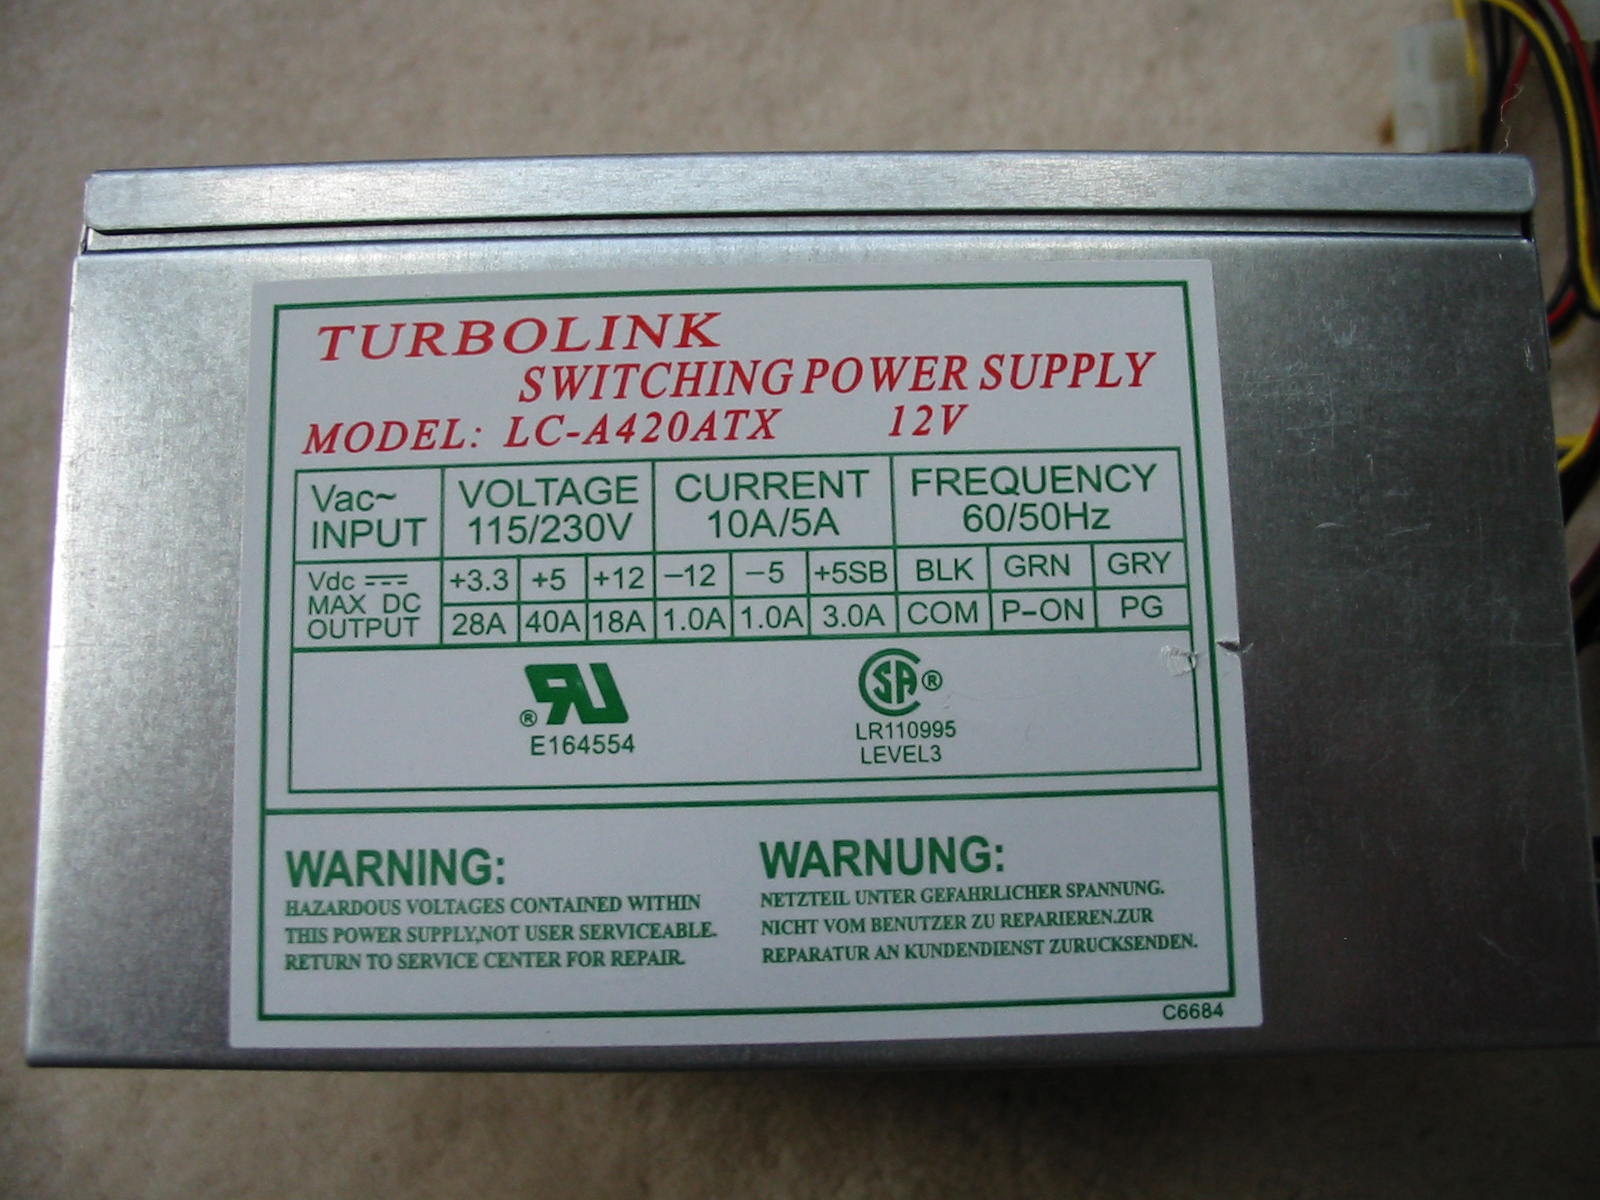 TURBOLINK
SWITCHING POWER SUPPLY
MODEL: LC-A420ATX 12V
Vac~ INPUT VOLTAGE 115/230V CURRENT 10A/5A FREQUENCY 60/50Hz
Vdc MAX DC OUTPUT
+3.3 +5 +12 –12 –5 +5SB BLK GRN GRY
28A 40A 18A 1.0A 1.0A 3.0A COM P–ON PG
® E164554
SA ®
LR110995
LEVEL3
WARNING:
HAZARDOUS VOLTAGES CONTAINED WITHIN
THIS POWER SUPPLY,NOT USER SERVICEABLE.
RETURN TO SERVICE CENTER FOR REPAIR.
WARNUNG:
NETZTEIL UNTER GEFAHRLICHER SPANNUNG.
NICHT VOM BENUTZER ZU REPARIEREN.ZUR
REPARATUR AN KUNDENDIENST ZURUCKSENDEN.
C6684